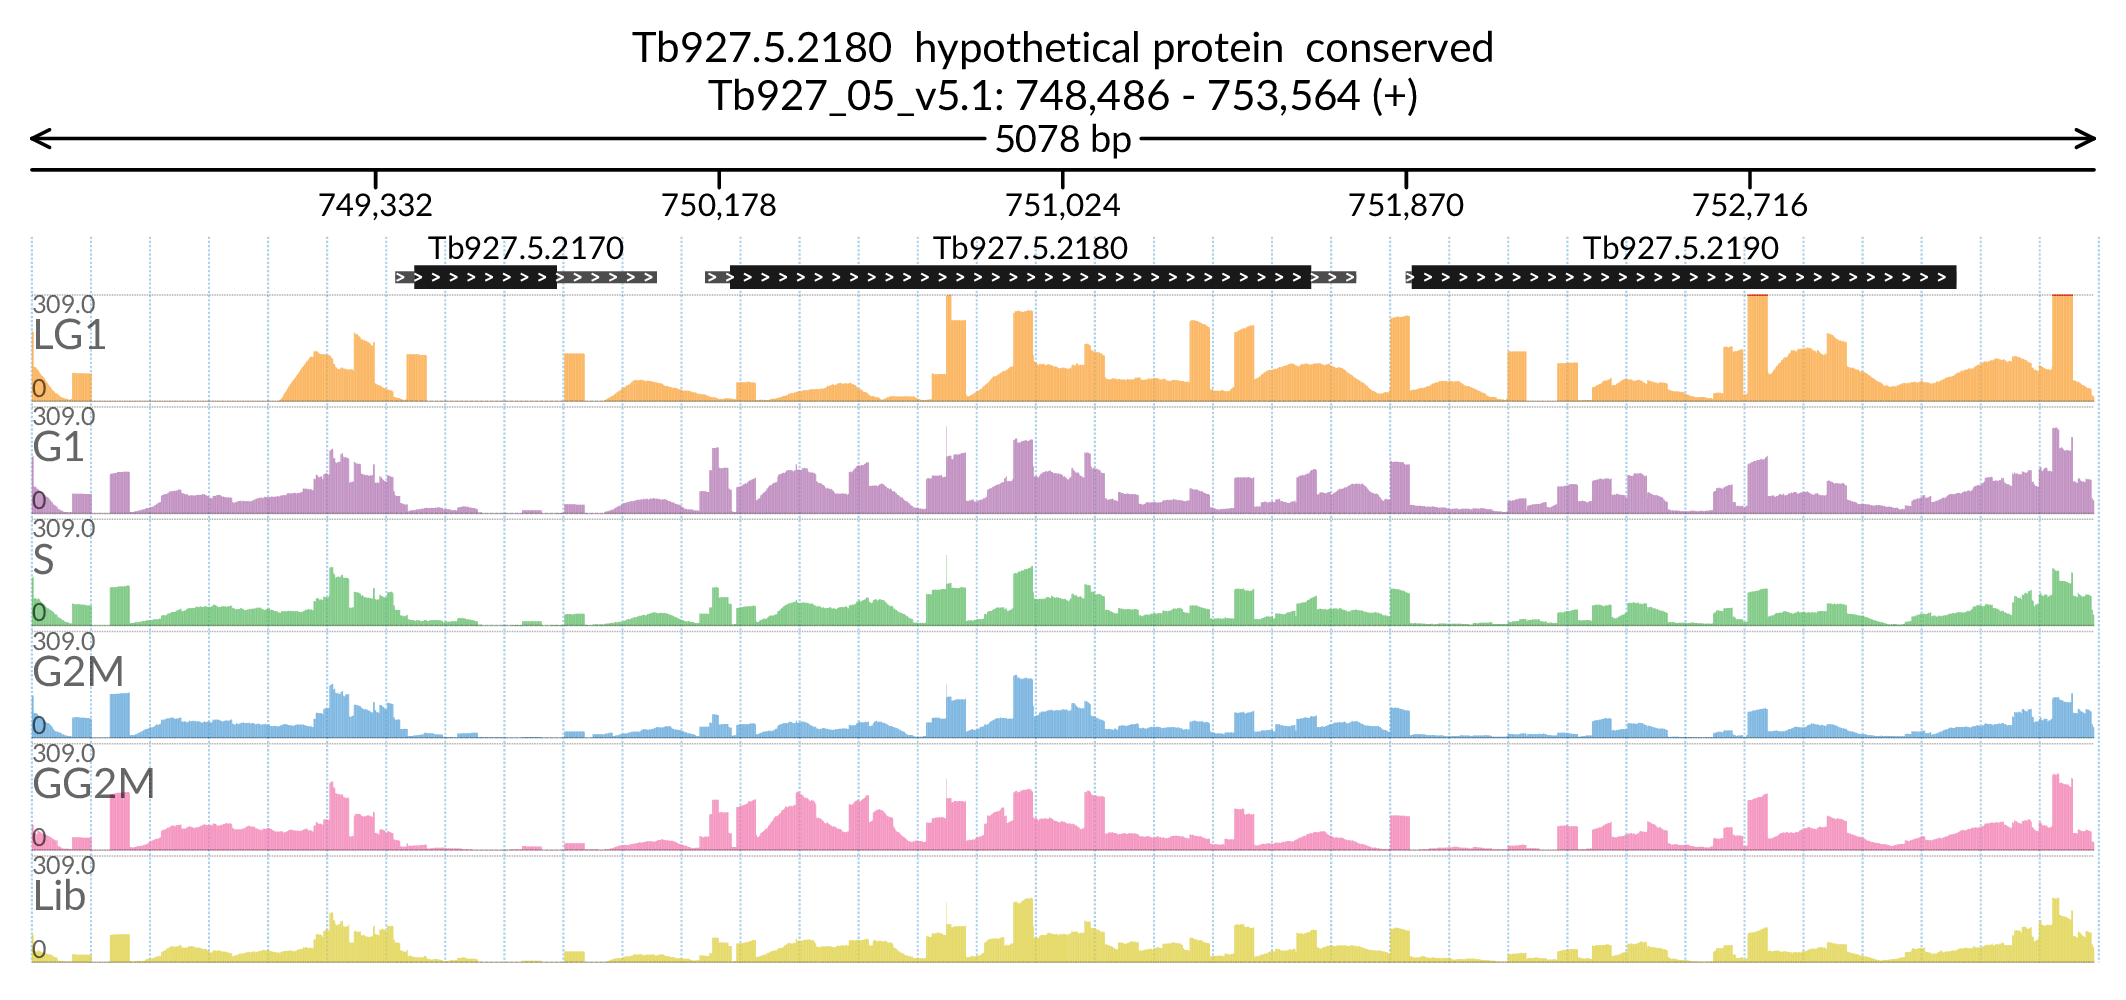 Tb927.5.2180  hypothetical protein  conserved
Tb927_05_v5.1: 748,486 - 753,564 (+)
5078 bp
749,332 750,178 751,024 751,870 752,716
Tb927.5.2170 Tb927.5.2180 Tb927.5.2190
309.0
LG1
0
309.0
G1
0
309.0
S
0
309.0
G2M
0
309.0
GG2M
0
309.0
Lib
0